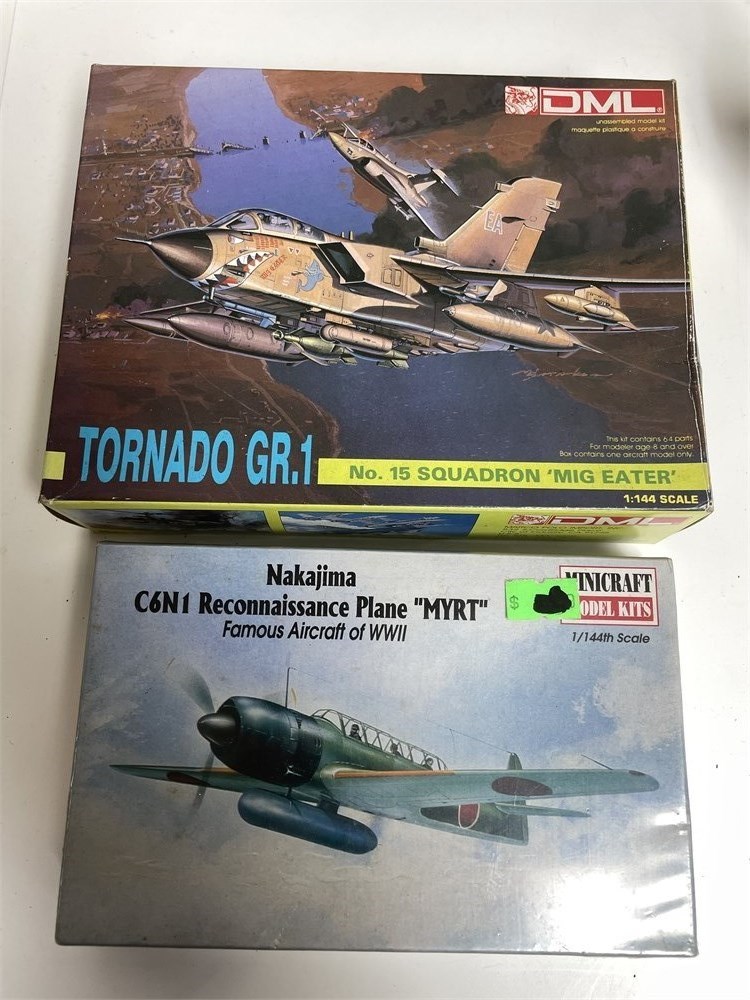 DML
unassembled model kit
maquette plastique a construire
EA
TORNADO GR.1
This kit contains 64 parts
For modeler age-8 and over
Box contains one aircraft model only.
No. 15 SQUADRON 'MIG EATER'
1:144 SCALE
DML
Nakajima
C6N1 Reconnaissance Plane "MYRT"
Famous Aircraft of WWII
MINICRAFT
MODEL KITS
1/144th Scale